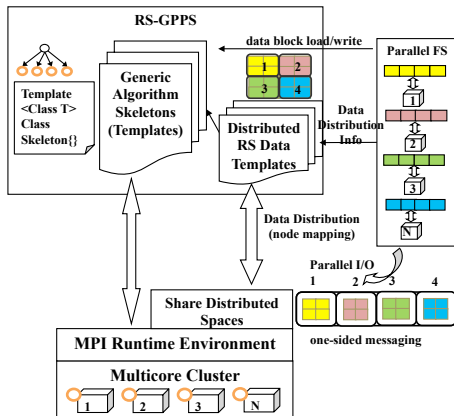 RS-GPPS
Parallel FS
data block load/write
Template
<Class T>
Class
Skeleton{}
Generic
Algorithm
Skeletons
(Templates)
1 2
3 4
Distributed
RS Data
Templates
Data
Distribution
Info
1
2
3
N
Data Distribution
(node mapping)
Parallel I/O
1 2 3 4
one-sided messaging
Share Distributed
Spaces
MPI Runtime Environment
Multicore Cluster
1 2 3 N